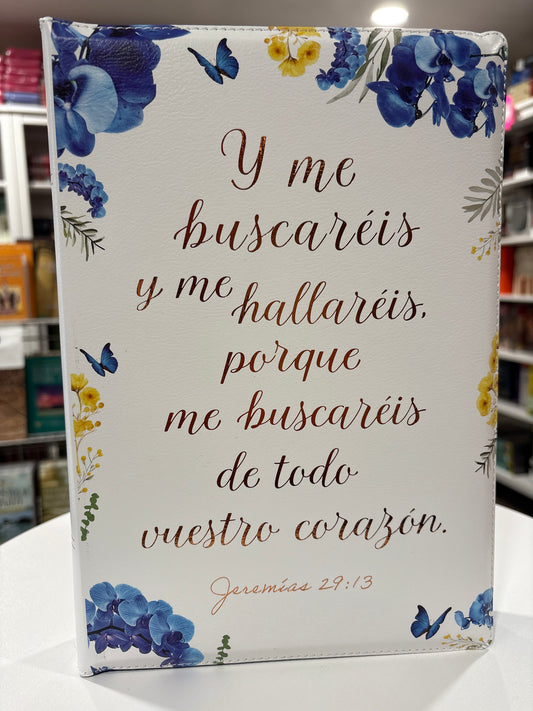 Y me
buscaréis
y me hallaréis,
porque
me buscaréis
de todo
vuestro corazón.
Jeremías 29:13